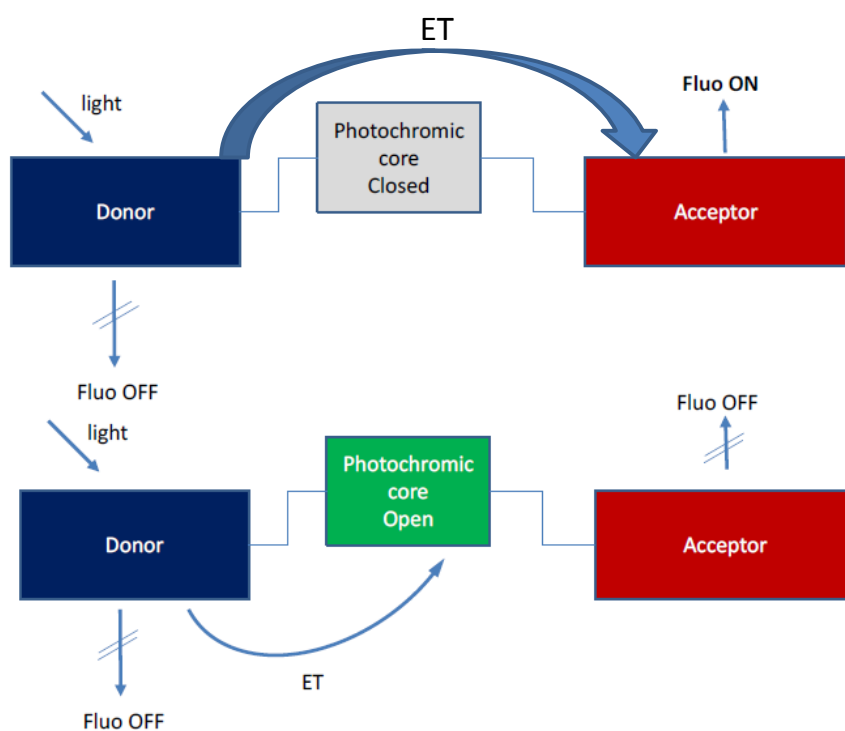 ET
light
Fluo ON
Photochromic
core
Closed
Donor
Acceptor
Fluo OFF
light
Fluo OFF
Photochromic
core
Open
Donor
Acceptor
ET
Fluo OFF